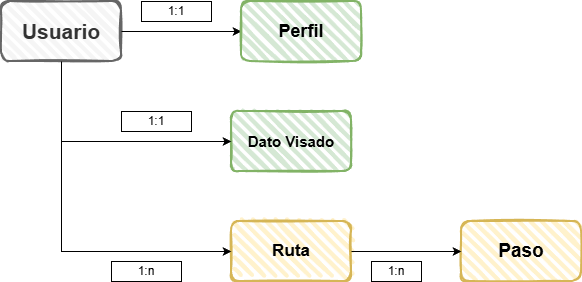 Usuario
1:1
Perfil
1:1
Dato Visado
1:n
Ruta
1:n
Paso